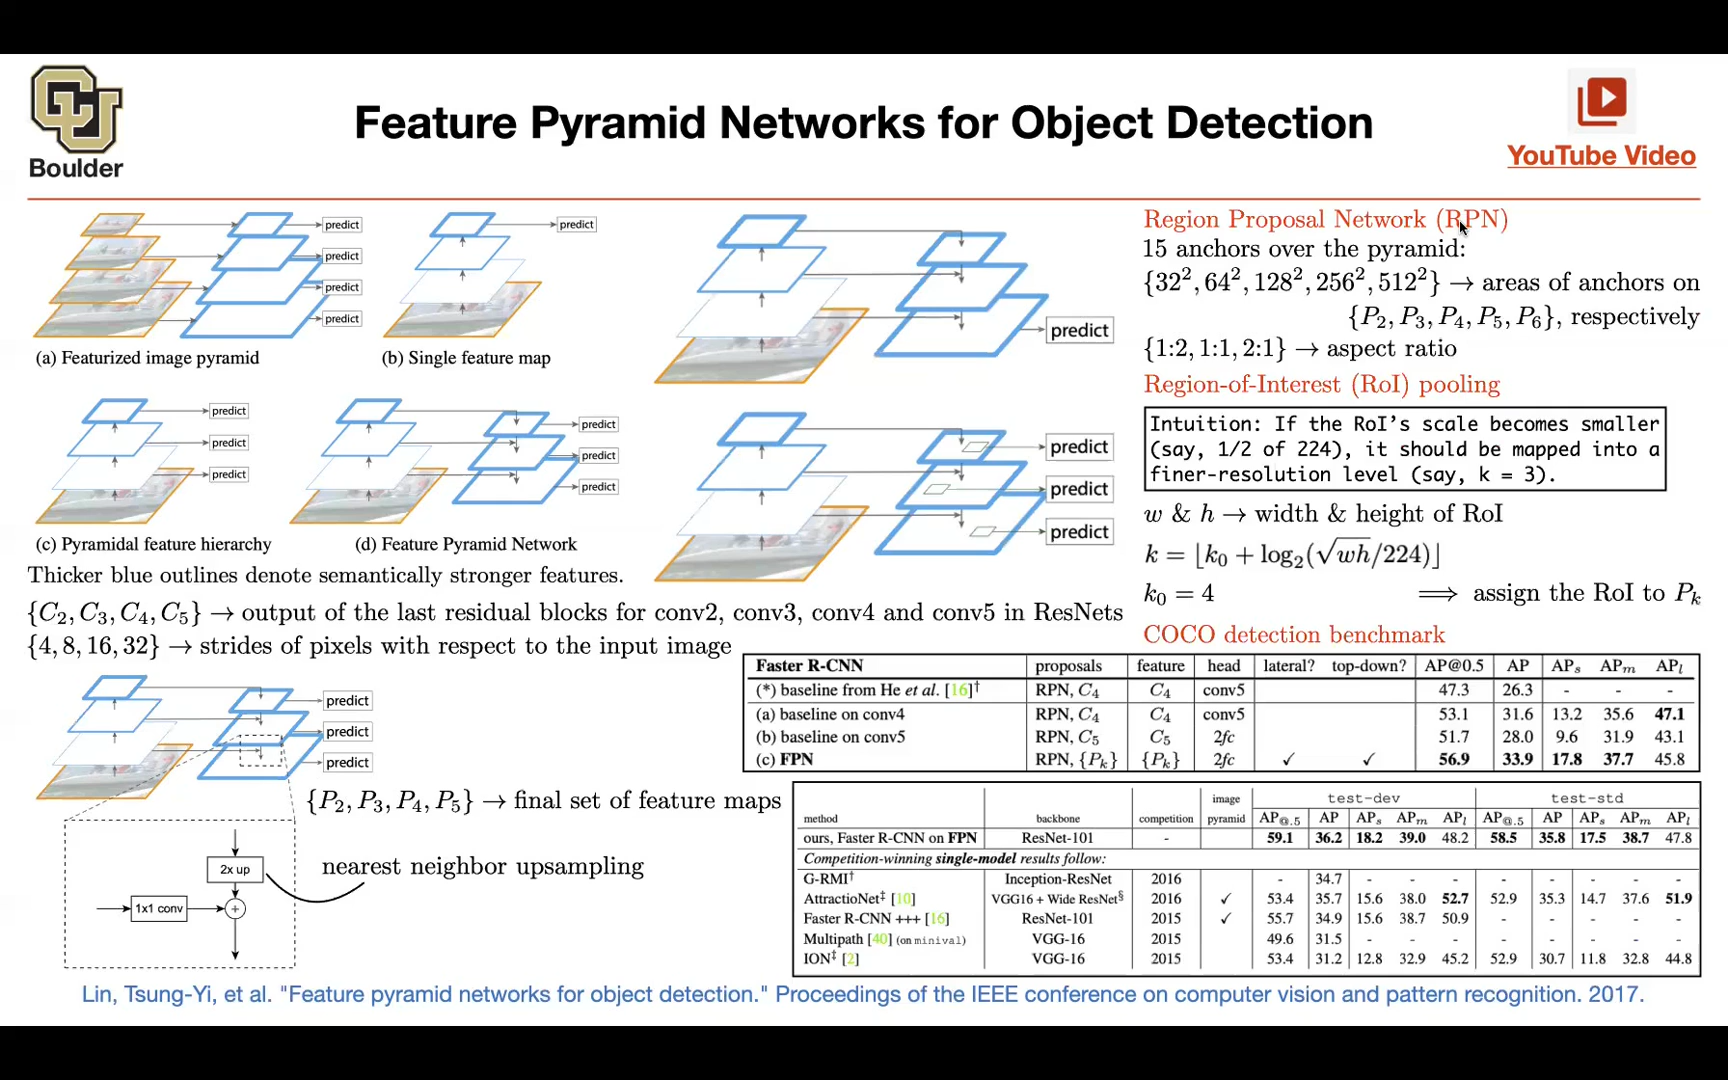 CU
Boulder
Feature Pyramid Networks for Object Detection
YouTube Video
predict
predict
predict
predict
(a) Featurized image pyramid
predict
(b) Single feature map
predict
predict
predict
(c) Pyramidal feature hierarchy
predict
predict
predict
(d) Feature Pyramid Network
predict
predict
predict
predict
Thicker blue outlines denote semantically stronger features.
{C₂, C₃, C₄, C₅} → output of the last residual blocks for conv2, conv3, conv4 and conv5 in ResNets
{4, 8, 16, 32} → strides of pixels with respect to the input image
predict
predict
predict
{P₂, P₃, P₄, P₅} → final set of feature maps
2x up
1x1 conv
+
nearest neighbor upsampling
Region Proposal Network (RPN)
15 anchors over the pyramid:
{32², 64², 128², 256², 512²} → areas of anchors on
{P₂, P₃, P₄, P₅, P₆}, respectively
{1:2, 1:1, 2:1} → aspect ratio
Region-of-Interest (RoI) pooling
Intuition: If the RoI's scale becomes smaller
(say, 1/2 of 224), it should be mapped into a
finer-resolution level (say, k = 3).
w & h → width & height of RoI
k = ⌊k₀ + log₂(√wh/224)⌋
k₀ = 4 ⟹ assign the RoI to Pₖ
COCO detection benchmark
Faster R-CNN proposals feature head lateral? top-down? AP@0.5 AP APₛ APₘ APₗ
(*) baseline from He et al. [16]† RPN, C₄ C₄ conv5 47.3 26.3 - - -
(a) baseline on conv4 RPN, C₄ C₄ conv5 53.1 31.6 13.2 35.6 47.1
(b) baseline on conv5 RPN, C₅ C₅ 2fc 51.7 28.0 9.6 31.9 43.1
(c) FPN RPN, {Pₖ} {Pₖ} 2fc ✓ ✓ 56.9 33.9 17.8 37.7 45.8
image test-dev test-std
method backbone competition pyramid AP@.5 AP APₛ APₘ APₗ AP@.5 AP APₛ APₘ APₗ
ours, Faster R-CNN on FPN ResNet-101 - 59.1 36.2 18.2 39.0 48.2 58.5 35.8 17.5 38.7 47.8
Competition-winning single-model results follow:
G-RMI† Inception-ResNet 2016 - 34.7 - - - - - - - -
AttractioNet‡ [10] VGG16 + Wide ResNet§ 2016 ✓ 53.4 35.7 15.6 38.0 52.7 52.9 35.3 14.7 37.6 51.9
Faster R-CNN +++ [16] ResNet-101 2015 ✓ 55.7 34.9 15.6 38.7 50.9 - - - - -
Multipath [40] (on minival) VGG-16 2015 49.6 31.5 - - - - - - - -
ION‡ [2] VGG-16 2015 53.4 31.2 12.8 32.9 45.2 52.9 30.7 11.8 32.8 44.8
Lin, Tsung-Yi, et al. "Feature pyramid networks for object detection." Proceedings of the IEEE conference on computer vision and pattern recognition. 2017.